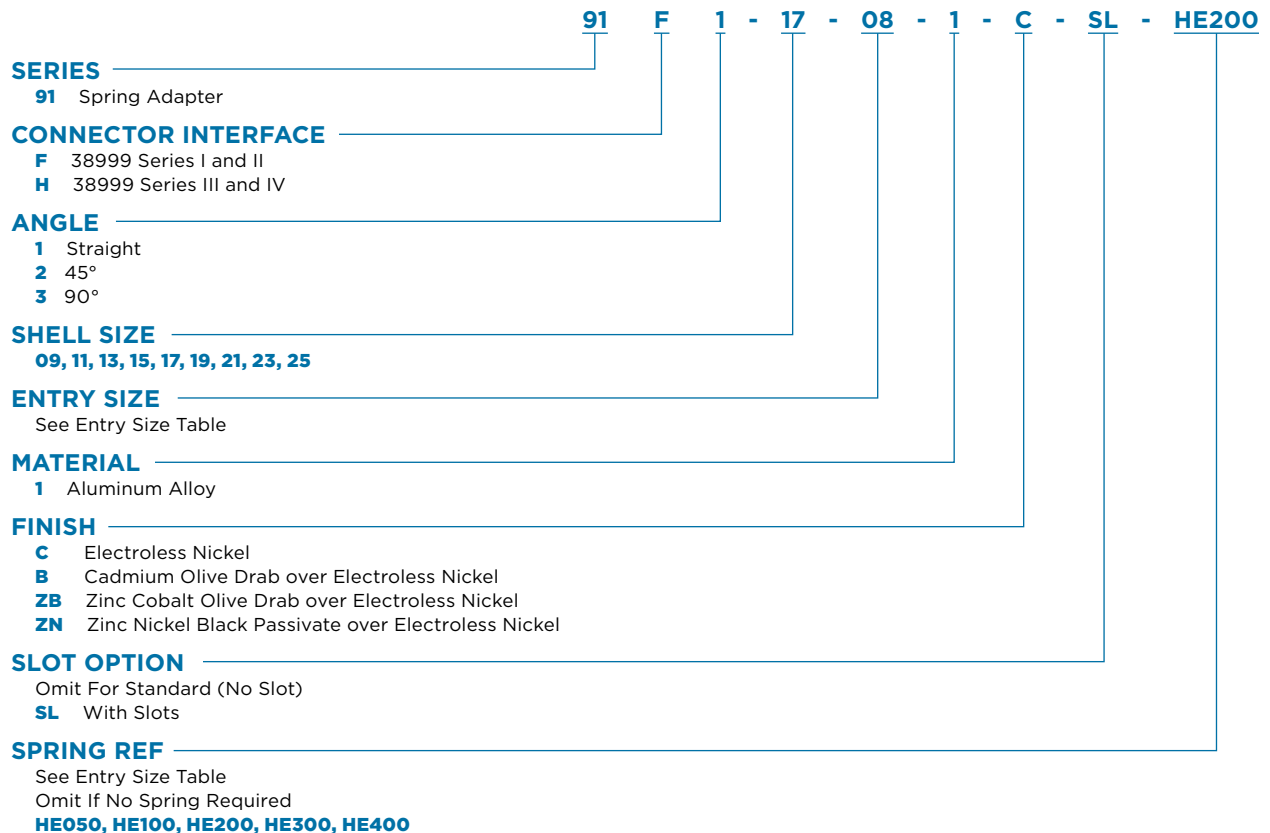 91 F 1 - 17 - 08 - 1 - C - SL - HE200
SERIES
91 Spring Adapter
CONNECTOR INTERFACE
F 38999 Series I and II
H 38999 Series III and IV
ANGLE
1 Straight
2 45°
3 90°
SHELL SIZE
09, 11, 13, 15, 17, 19, 21, 23, 25
ENTRY SIZE
See Entry Size Table
MATERIAL
1 Aluminum Alloy
FINISH
C Electroless Nickel
B Cadmium Olive Drab over Electroless Nickel
ZB Zinc Cobalt Olive Drab over Electroless Nickel
ZN Zinc Nickel Black Passivate over Electroless Nickel
SLOT OPTION
Omit For Standard (No Slot)
SL With Slots
SPRING REF
See Entry Size Table
Omit If No Spring Required
HE050, HE100, HE200, HE300, HE400